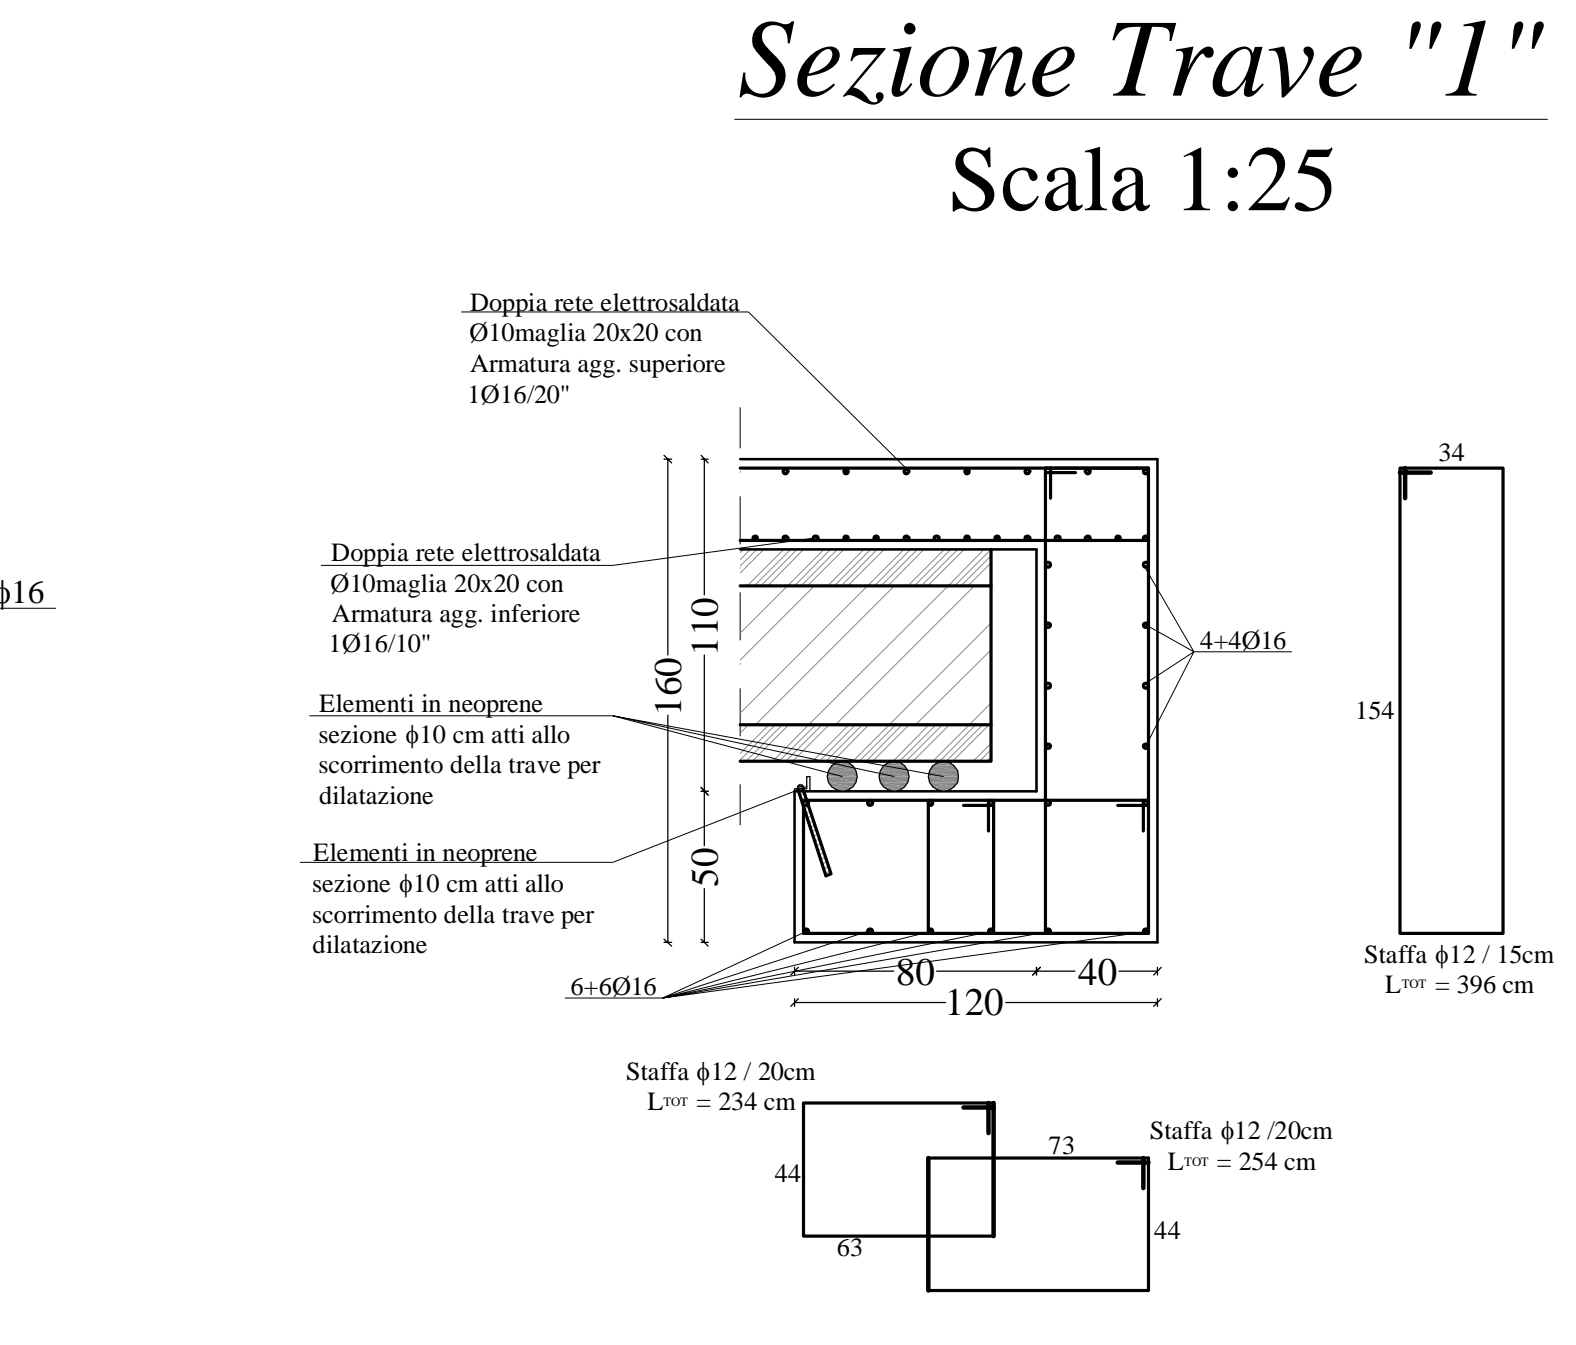 Sezione Trave "1"
Scala 1:25
Doppia rete elettrosaldata
Ø10maglia 20x20 con
Armatura agg. superiore
1Ø16/20"
34
Doppia rete elettrosaldata
Ø10maglia 20x20 con
Armatura agg. inferiore
1Ø16/10"
ϕ16
110
160
4+4Ø16
154
Elementi in neoprene
sezione ϕ10 cm atti allo
scorrimento della trave per
dilatazione
Elementi in neoprene
sezione ϕ10 cm atti allo
scorrimento della trave per
dilatazione
50
6+6Ø16
80
40
120
Staffa ϕ12 / 15cm
LTOT = 396 cm
Staffa ϕ12 / 20cm
LTOT = 234 cm
44
63
73
Staffa ϕ12 /20cm
LTOT = 254 cm
44